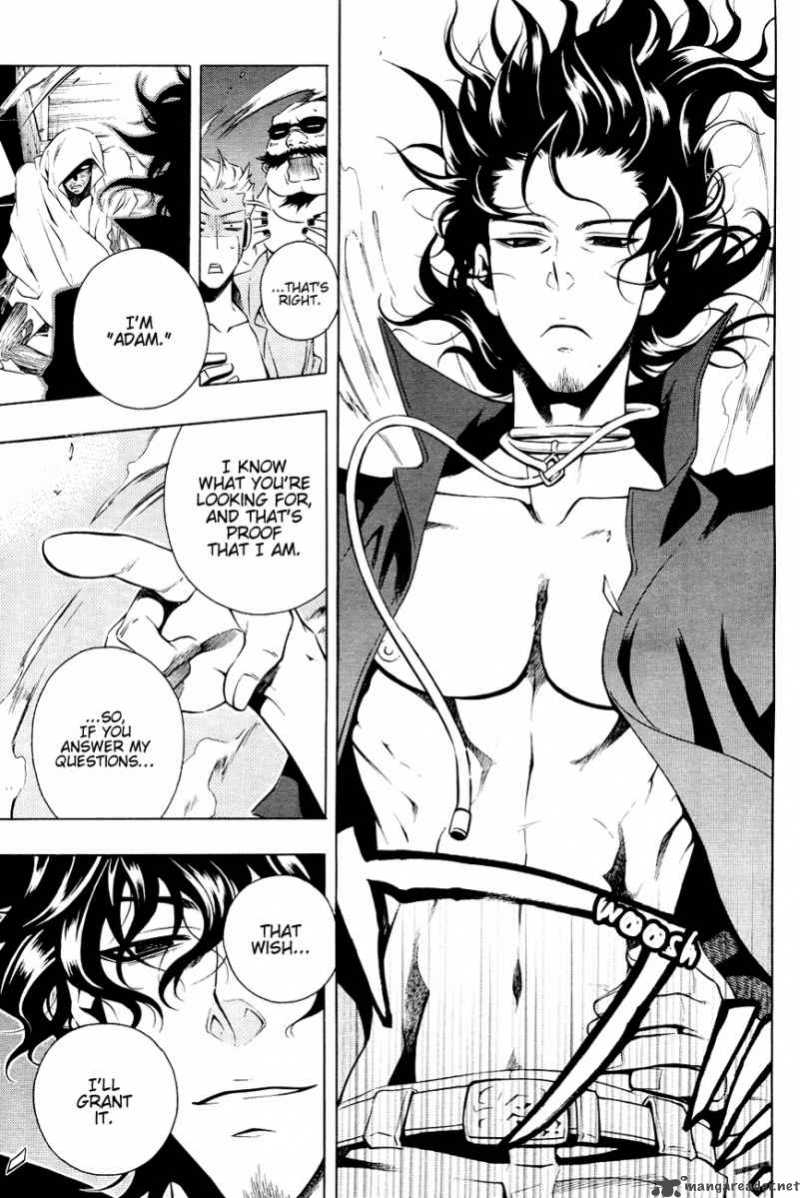 WOOSH
...THAT'S
RIGHT.
I'M
"ADAM."
I KNOW
WHAT YOU'RE
LOOKING FOR,
AND THAT'S
PROOF
THAT I AM.
...SO,
IF YOU
ANSWER MY
QUESTIONS...
THAT
WISH...
I'LL
GRANT
IT.
mangareader.net